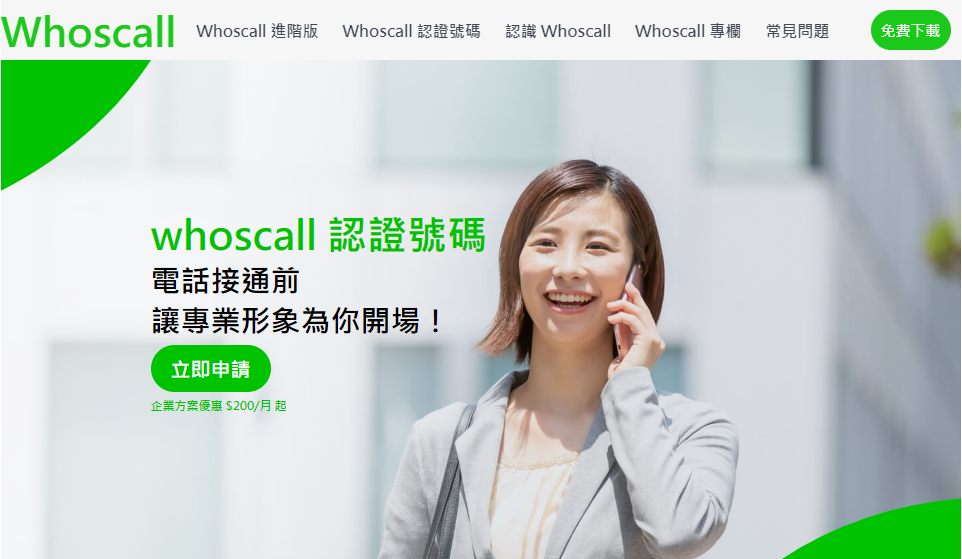 Whoscall
Whoscall 進階版
Whoscall 認證號碼
認識 Whoscall
Whoscall 專欄
常見問題
免費下載
whoscall 認證號碼
電話接通前
讓專業形象為你開場！
立即申請
企業方案優惠 $200/月 起